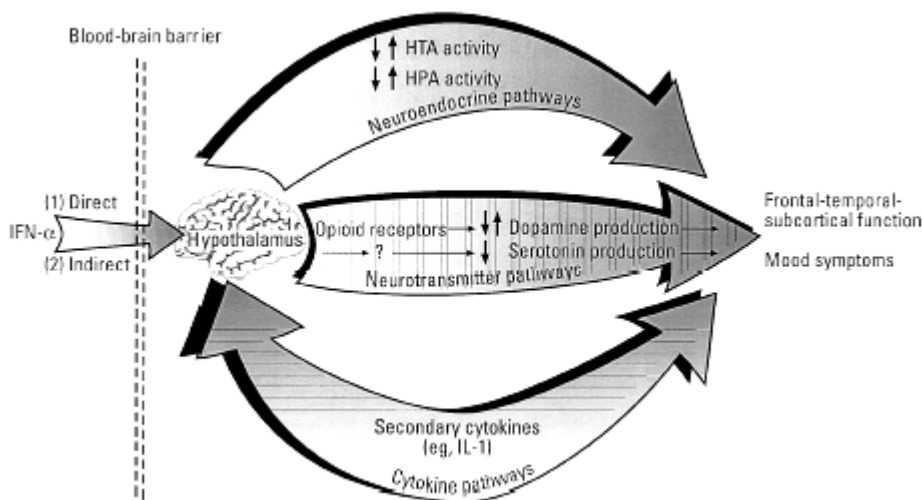 Blood-brain barrier
↓ ↑ HTA activity
↓ ↑ HPA activity
Neuroendocrine pathways
(1) Direct
IFN-α
(2) Indirect
Hypothalamus
Opioid receptors → ↓ ↑ Dopamine production →
→ ? → ↓ Serotonin production →
Neurotransmitter pathways
Frontal-temporal-
subcortical function
Mood symptoms
Secondary cytokines
(eg, IL-1)
Cytokine pathways